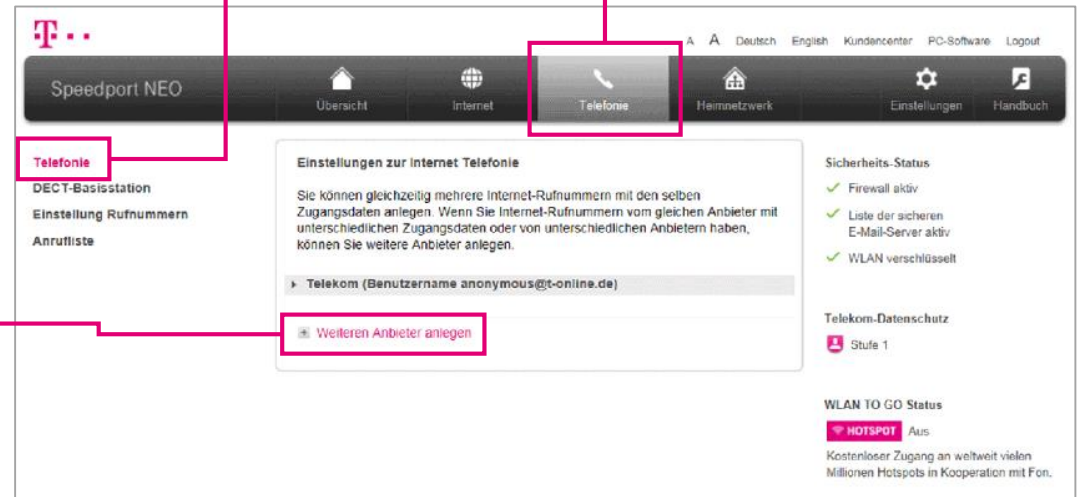 T
A A Deutsch English Kundencenter PC-Software Logout
Speedport NEO
Übersicht
Internet
Telefonie
Heimnetzwerk
Einstellungen
Handbuch
Telefonie
DECT-Basisstation
Einstellung Rufnummern
Anrufliste
Einstellungen zur Internet Telefonie
Sie können gleichzeitig mehrere Internet-Rufnummern mit den selben
Zugangsdaten anlegen. Wenn Sie Internet-Rufnummern vom gleichen Anbieter mit
unterschiedlichen Zugangsdaten oder von unterschiedlichen Anbietern haben,
können Sie weitere Anbieter anlegen.
Telekom (Benutzername anonymous@t-online.de)
Weiteren Anbieter anlegen
Sicherheits-Status
Firewall aktiv
Liste der sicheren
E-Mail-Server aktiv
WLAN verschlüsselt
Telekom-Datenschutz
Stufe 1
WLAN TO GO Status
HOTSPOT Aus
Kostenloser Zugang an weltweit vielen
Millionen Hotspots in Kooperation mit Fon.